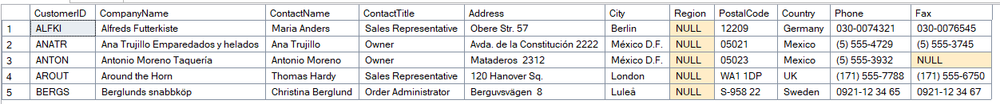 CustomerID CompanyName ContactName ContactTitle Address City Region PostalCode Country Phone Fax
1 ALFKI Alfreds Futterkiste Maria Anders Sales Representative Obere Str. 57 Berlin NULL 12209 Germany 030-0074321 030-0076545
2 ANATR Ana Trujillo Emparedados y helados Ana Trujillo Owner Avda. de la Constitución 2222 México D.F. NULL 05021 Mexico (5) 555-4729 (5) 555-3745
3 ANTON Antonio Moreno Taquería Antonio Moreno Owner Mataderos 2312 México D.F. NULL 05023 Mexico (5) 555-3932 NULL
4 AROUT Around the Horn Thomas Hardy Sales Representative 120 Hanover Sq. London NULL WA1 1DP UK (171) 555-7788 (171) 555-6750
5 BERGS Berglunds snabbköp Christina Berglund Order Administrator Berguvsvägen 8 Luleå NULL S-958 22 Sweden 0921-12 34 65 0921-12 34 67